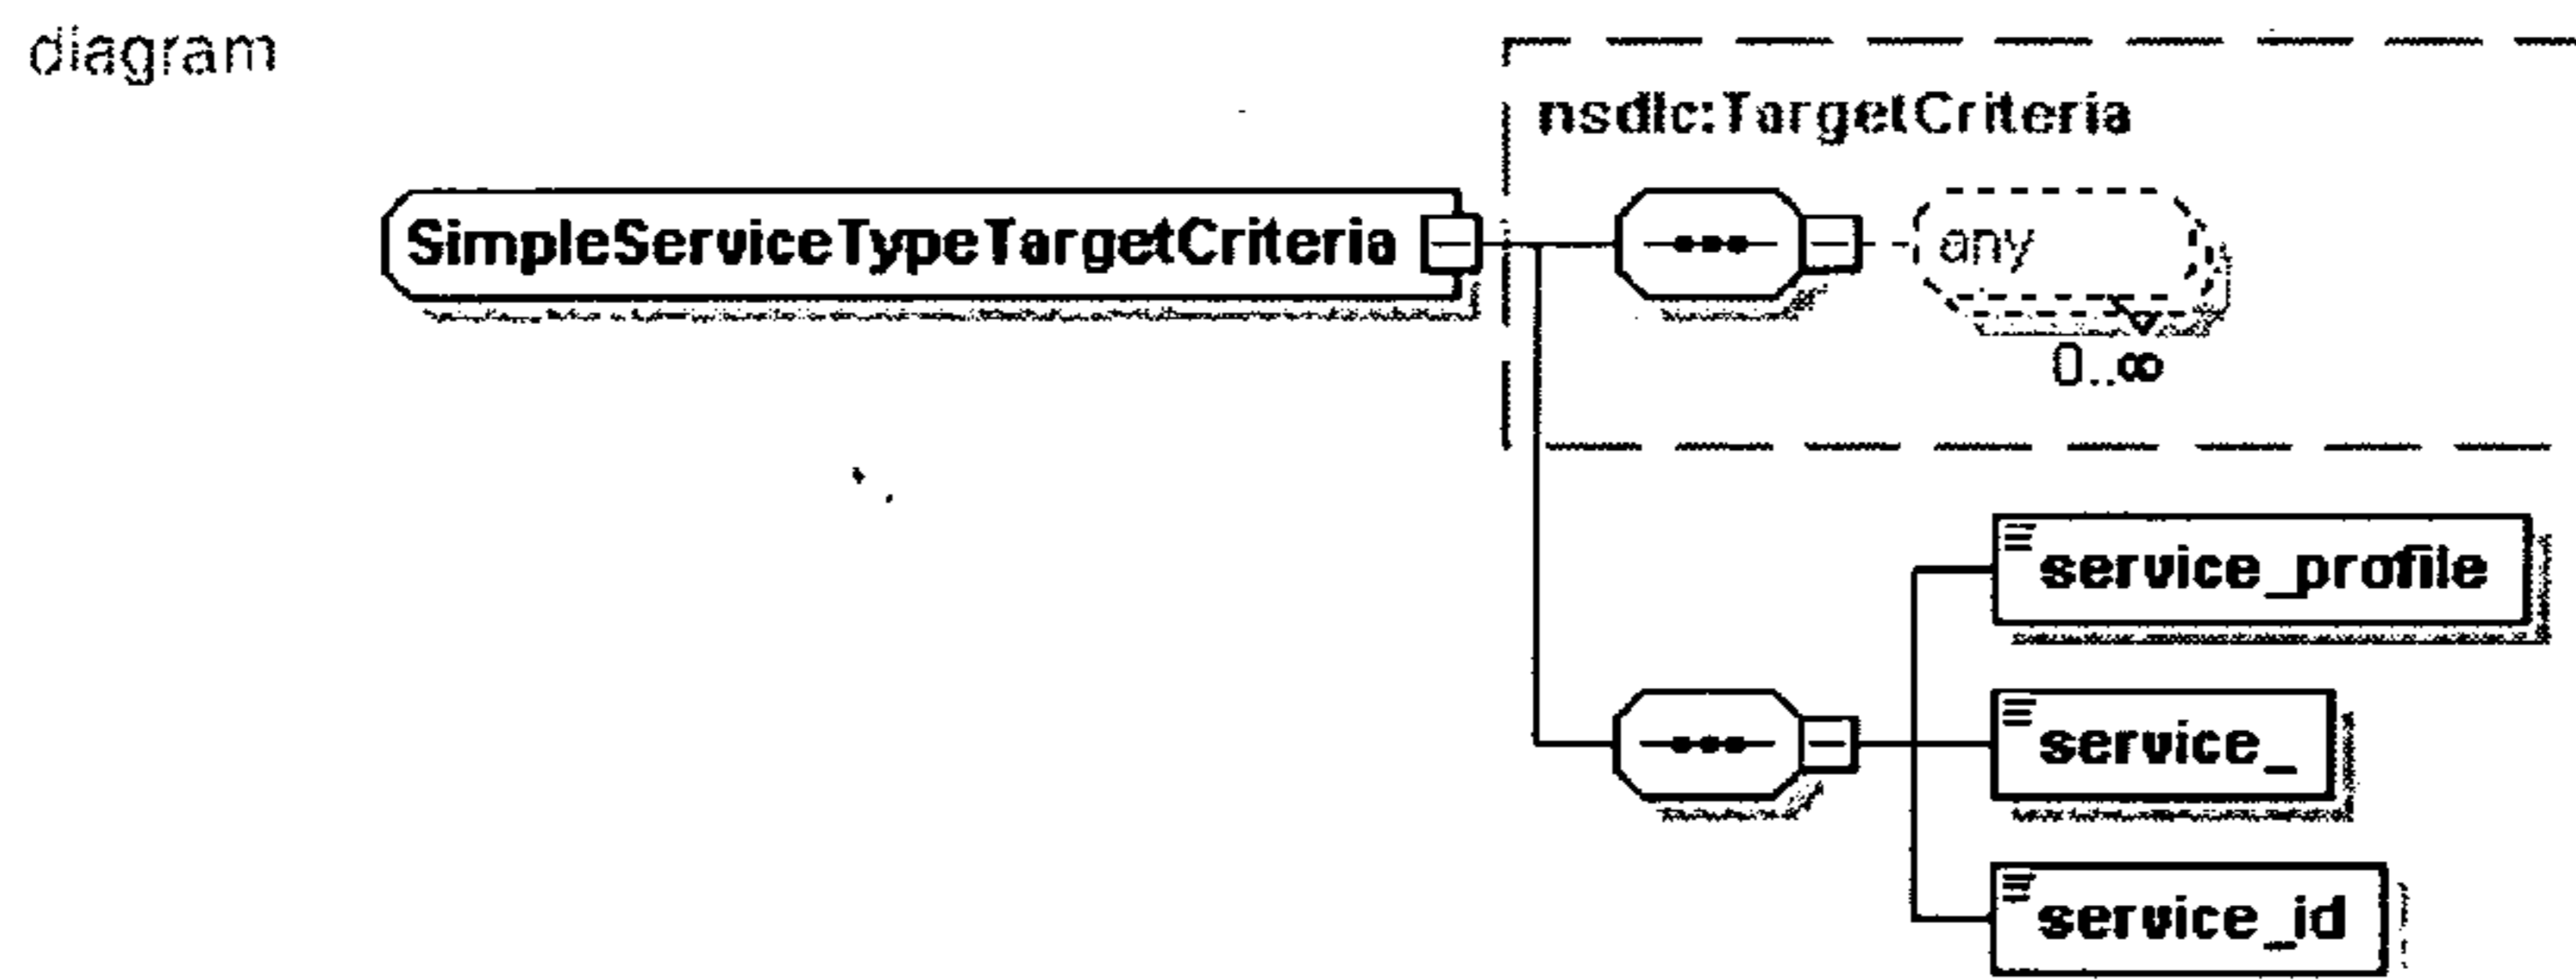 diagram
nsdlc:TargetCriteria
SimpleServiceTypeTargetCriteria
any
0..∞
service_profile
service_
service_id